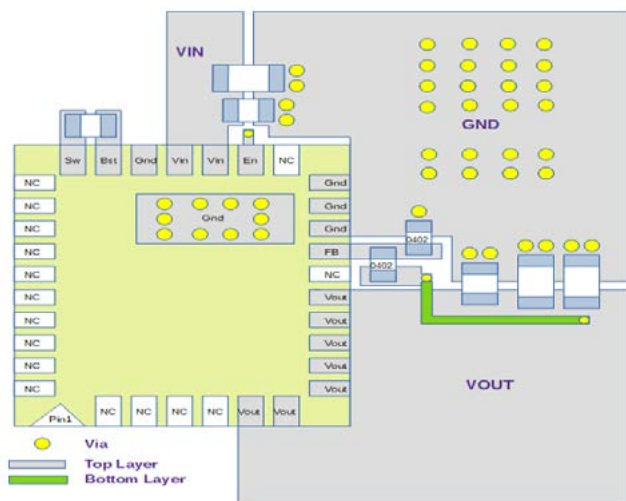 VIN
GND
Sw Bst Gnd Vin Vin En NC
NC Gnd
NC Gnd
Gnd
NC Gnd
0402
NC FB
0402
NC NC
NC Vout
NC Vout
NC Vout
NC Vout
NC Vout
VOUT
Pin1 NC NC NC NC Vout Vout
Via
Top Layer
Bottom Layer